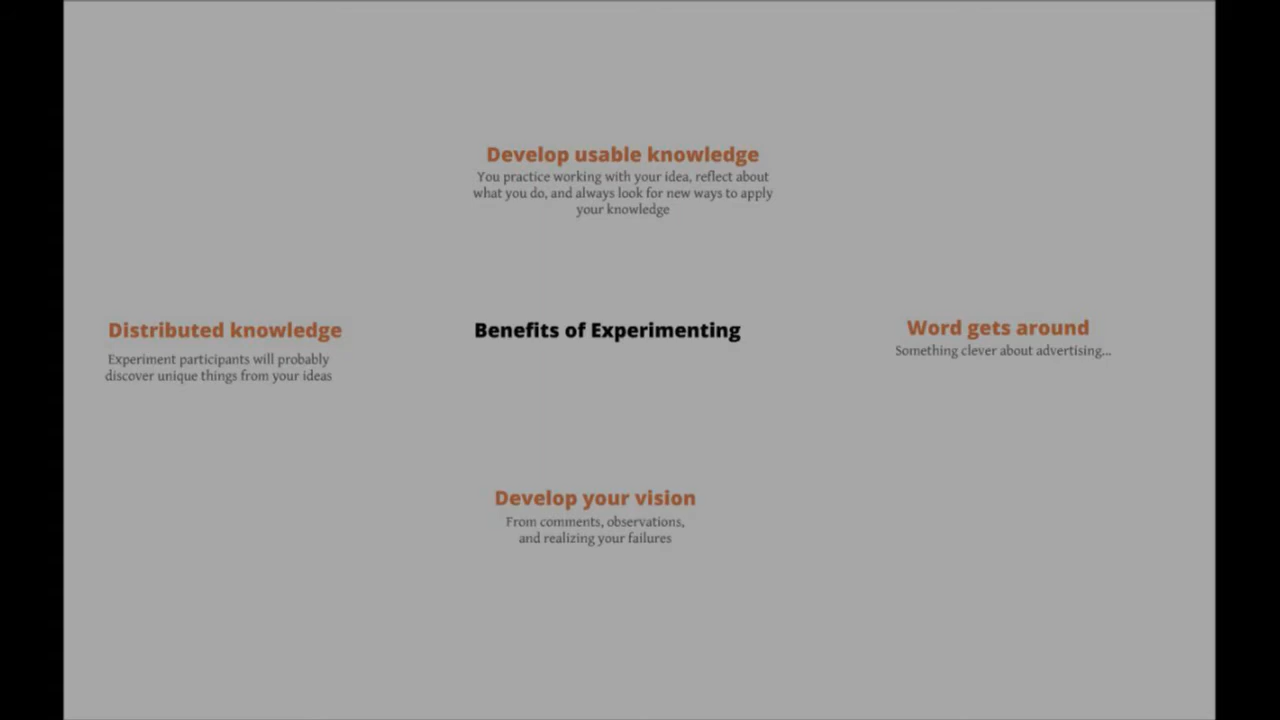 Develop usable knowledge
You practice working with your idea, reflect about
what you do, and always look for new ways to apply
your knowledge
Distributed knowledge
Experiment participants will probably
discover unique things from your ideas
Benefits of Experimenting
Word gets around
Something clever about advertising...
Develop your vision
From comments, observations,
and realizing your failures